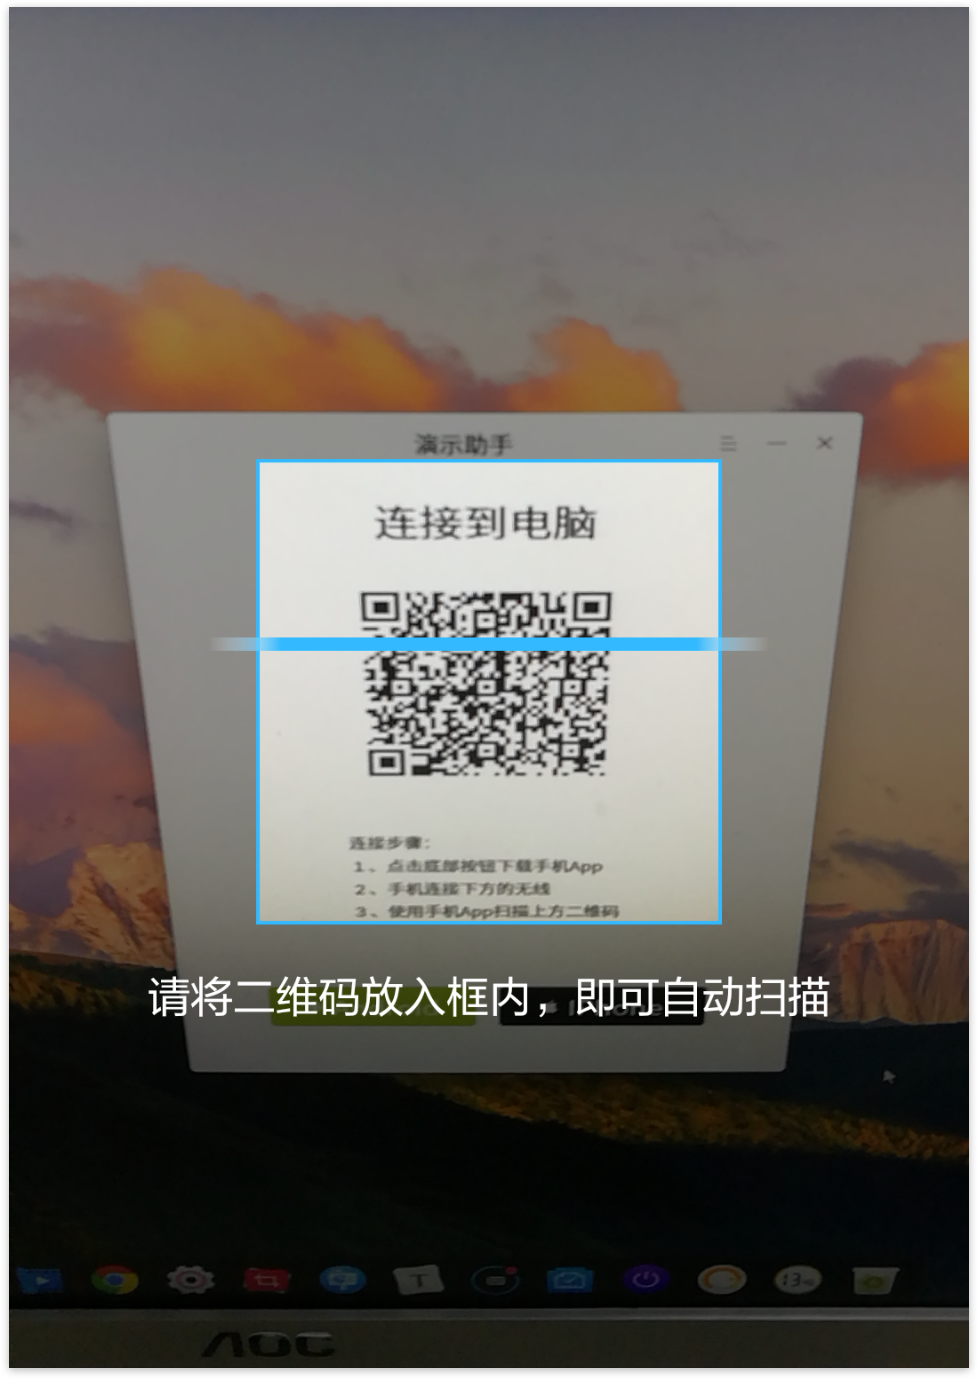 演示助手
连接到电脑
连接步骤：
1、点击底部按钮下载手机App
2、手机连接下方的无线
3、使用手机App扫描上方二维码
请将二维码放入框内，即可自动扫描
T
13
AOC